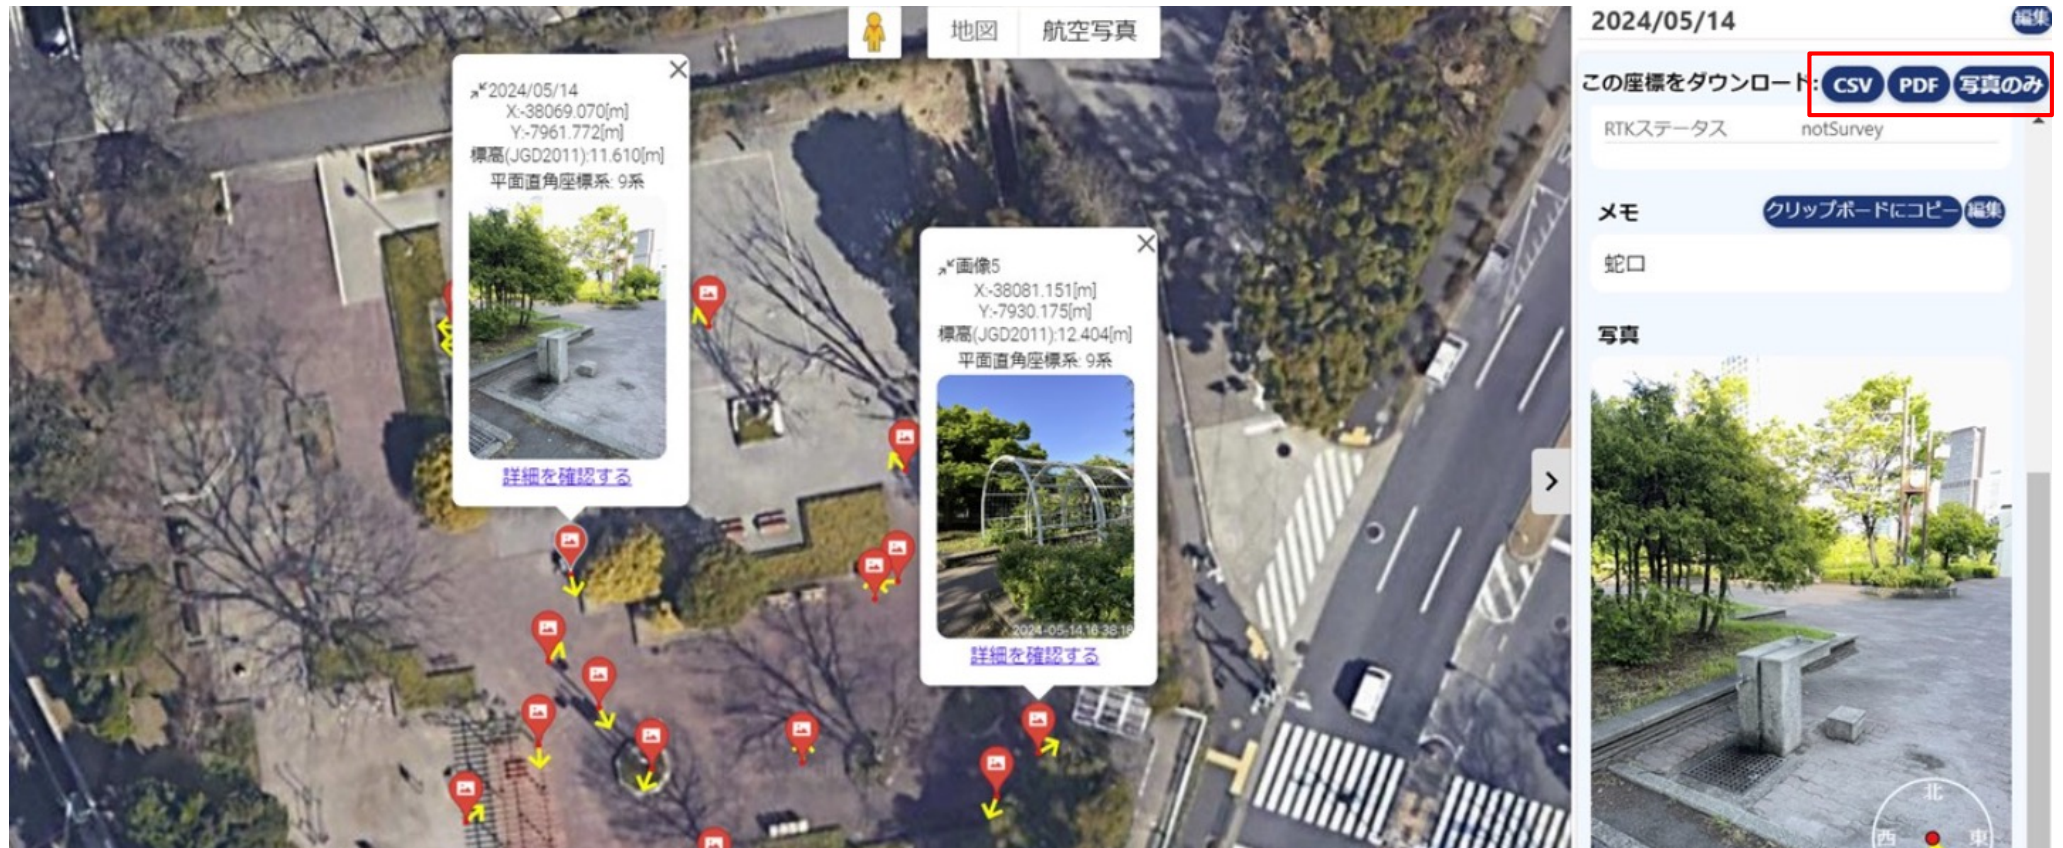 地図
航空写真
2024/05/14
X:-38069.070[m]
Y:-7961.772[m]
標高(JGD2011):11.610[m]
平面直角座標系: 9系
詳細を確認する
画像5
X:-38081.151[m]
Y:-7930.175[m]
標高(JGD2011):12.404[m]
平面直角座標系: 9系
2024-05-14 16:38:16
詳細を確認する
2024/05/14
編集
この座標をダウンロード: CSV PDF 写真のみ
RTKステータス notSurvey
メモ
クリップボードにコピー 編集
蛇口
写真
北
西 東